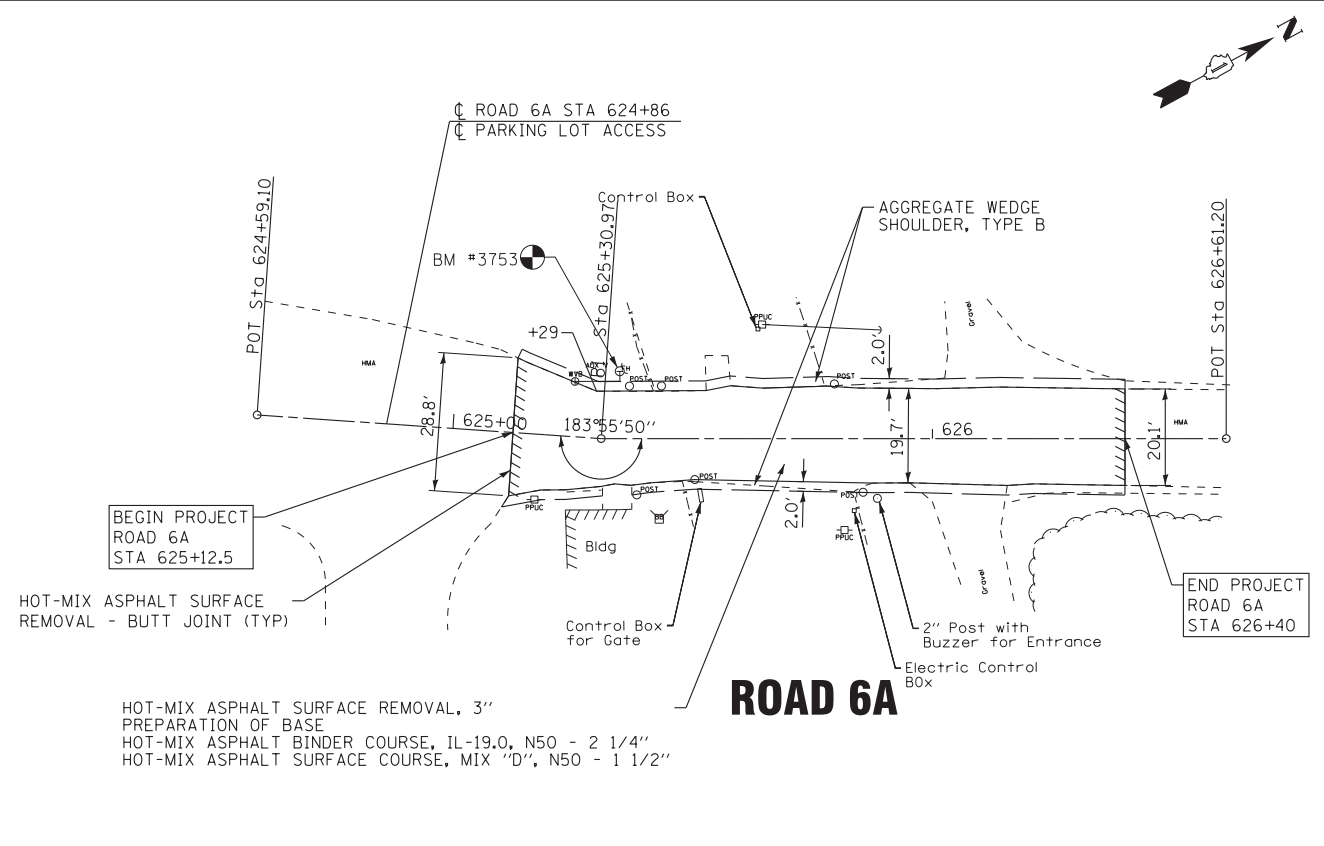 N
℄ ROAD 6A STA 624+86
℄ PARKING LOT ACCESS
POT Sta 624+59.10
Sta 625+30.97
POT Sta 626+61.20
Control Box
AGGREGATE WEDGE
SHOULDER, TYPE B
BM #3753
+29
PPUC
Gravel
2.0'
HMA
WVB
FH
POST
POST
POST
28.8'
625+00
183°55'50"
19.7'
626
HMA
20.1'
POST
POST
POST
2.0'
PPUC
PPUC
Bldg
Gravel
BEGIN PROJECT
ROAD 6A
STA 625+12.5
HOT-MIX ASPHALT SURFACE
REMOVAL - BUTT JOINT (TYP)
END PROJECT
ROAD 6A
STA 626+40
Control Box
for Gate
2" Post with
Buzzer for Entrance
Electric Control
BOx
ROAD 6A
HOT-MIX ASPHALT SURFACE REMOVAL, 3"
PREPARATION OF BASE
HOT-MIX ASPHALT BINDER COURSE, IL-19.0, N50 - 2 1/4"
HOT-MIX ASPHALT SURFACE COURSE, MIX "D", N50 - 1 1/2"